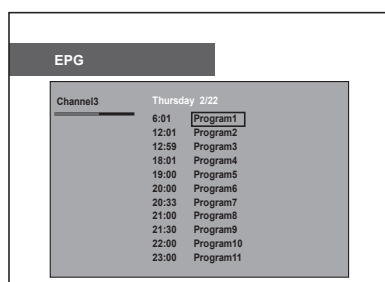 EPG
Channel3 Thursday 2/22
6:01 Program1
12:01 Program2
12:59 Program3
18:01 Program4
19:00 Program5
20:00 Program6
20:33 Program7
21:00 Program8
21:30 Program9
22:00 Program10
23:00 Program11